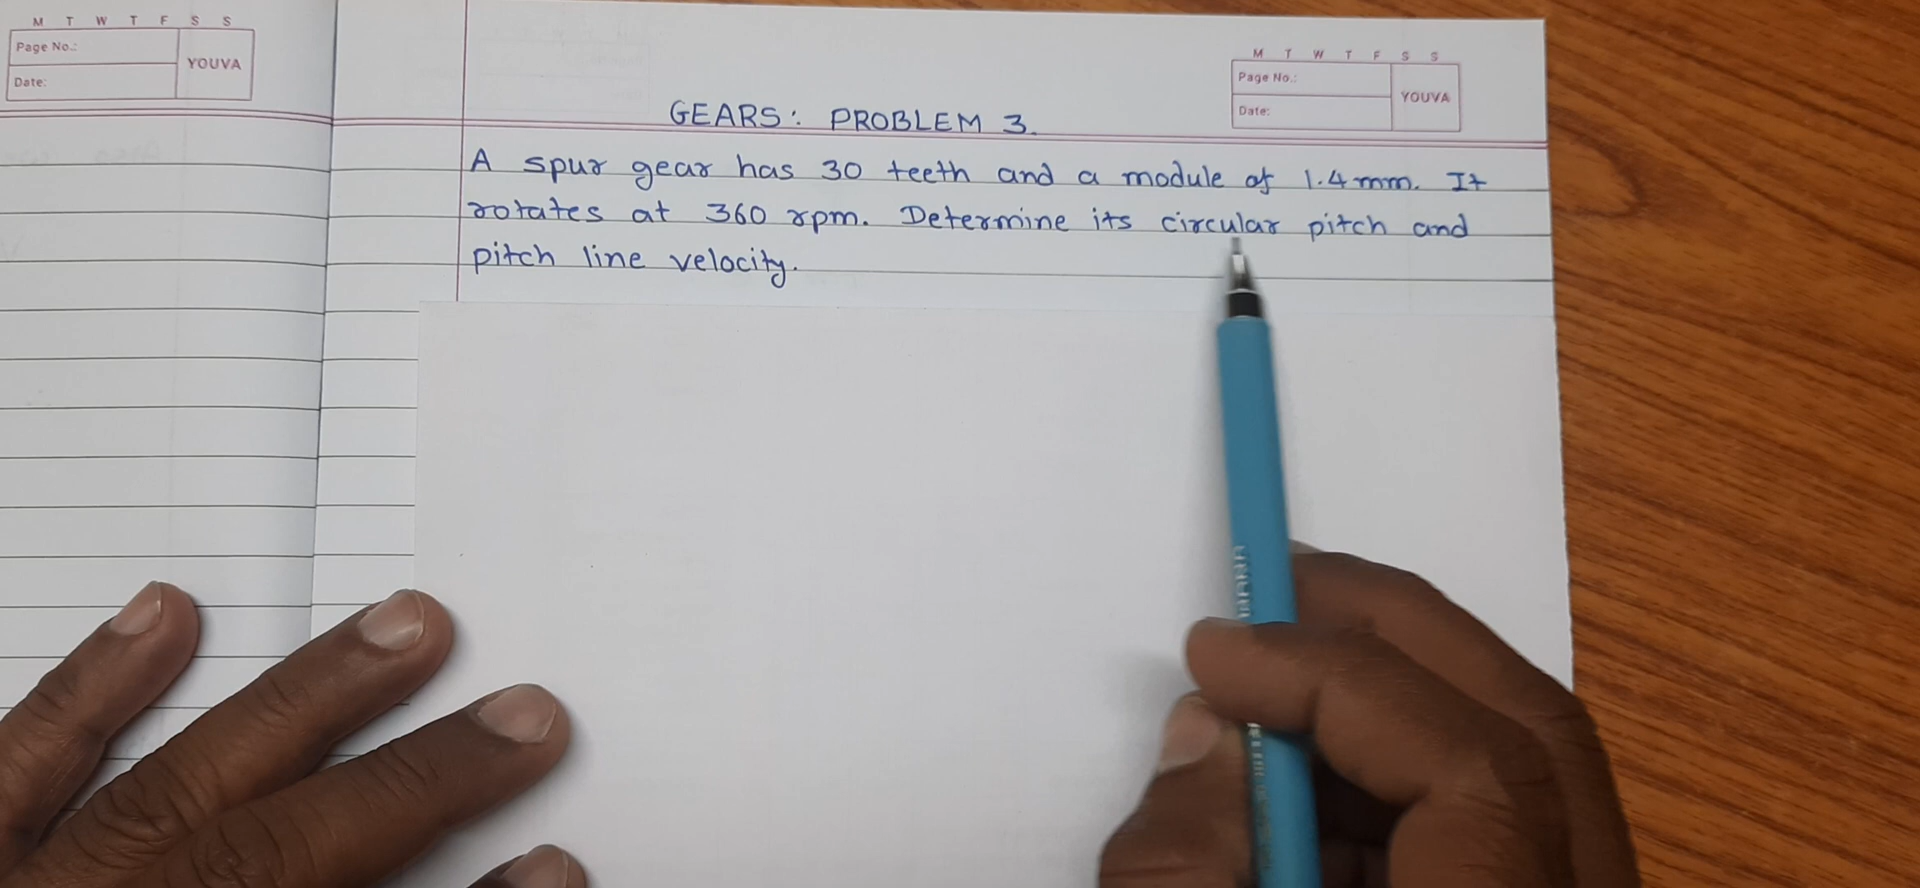 M T W T F S S
Page No.:
YOUVA
Date:
M T W T F S S
Page No.:
YOUVA
Date:
GEARS: PROBLEM 3.
A spur gear has 30 teeth and a module of 1.4 mm. It
rotates at 360 rpm. Determine its circular pitch and
pitch line velocity.